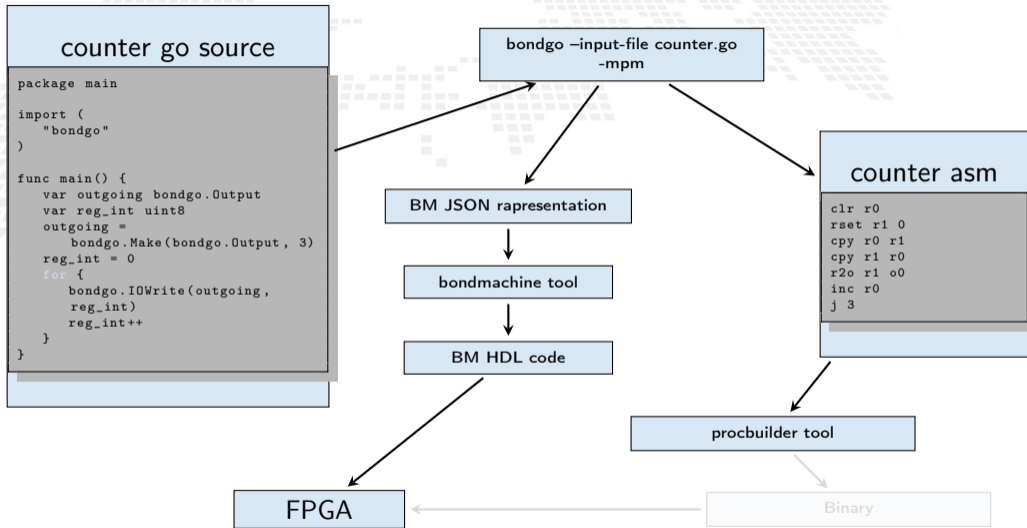 counter go source
package main
import (
"bondgo"
)
func main() {
var outgoing bondgo.Output
var reg_int uint8
outgoing =
bondgo.Make(bondgo.Output, 3)
reg_int = 0
for {
bondgo.IOWrite(outgoing,
reg_int)
reg_int++
}
}
bondgo –input-file counter.go
-mpm
BM JSON rapresentation
bondmachine tool
BM HDL code
FPGA
counter asm
clr r0
rset r1 0
cpy r0 r1
cpy r1 r0
r2o r1 o0
inc r0
j 3
procbuilder tool
Binary